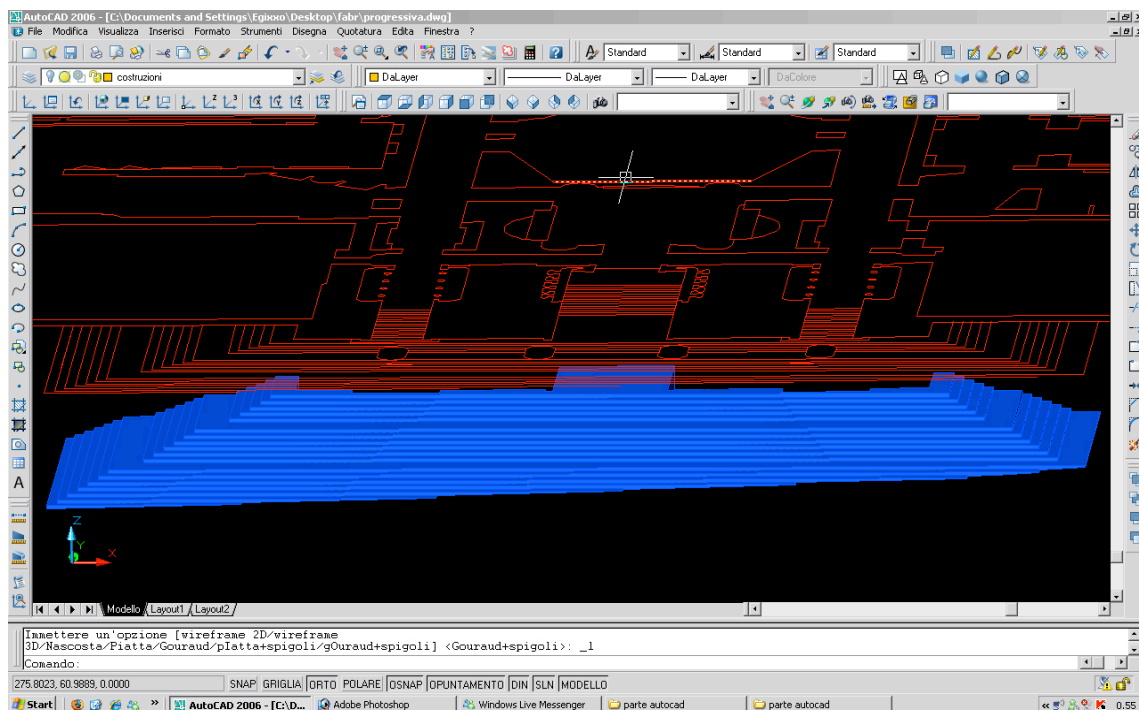 AutoCAD 2006 - [C:\Documents and Settings\Egixxo\Desktop\fabr\progressiva.dwg]
File Modifica Visualizza Inserisci Formato Strumenti Disegna Quotatura Edita Finestra ?
Standard Standard Standard
costruzioni DaLayer DaLayer DaLayer DaColore
A
Z
Y
X
Modello Layout1 Layout2
Immettere un'opzione [wireframe 2D/wireframe
3D/Nascosta/Piatta/Gouraud/pIatta+spigoli/gOuraud+spigoli] <Gouraud+spigoli>: _l
Comando:
275.8023, 60.9889, 0.0000 SNAP GRIGLIA ORTO POLARE OSNAP OPUNTAMENTO DIN SLN MODELLO
Start » AutoCAD 2006 - [C:\D... Adobe Photoshop Windows Live Messenger parte autocad parte autocad « 0.55